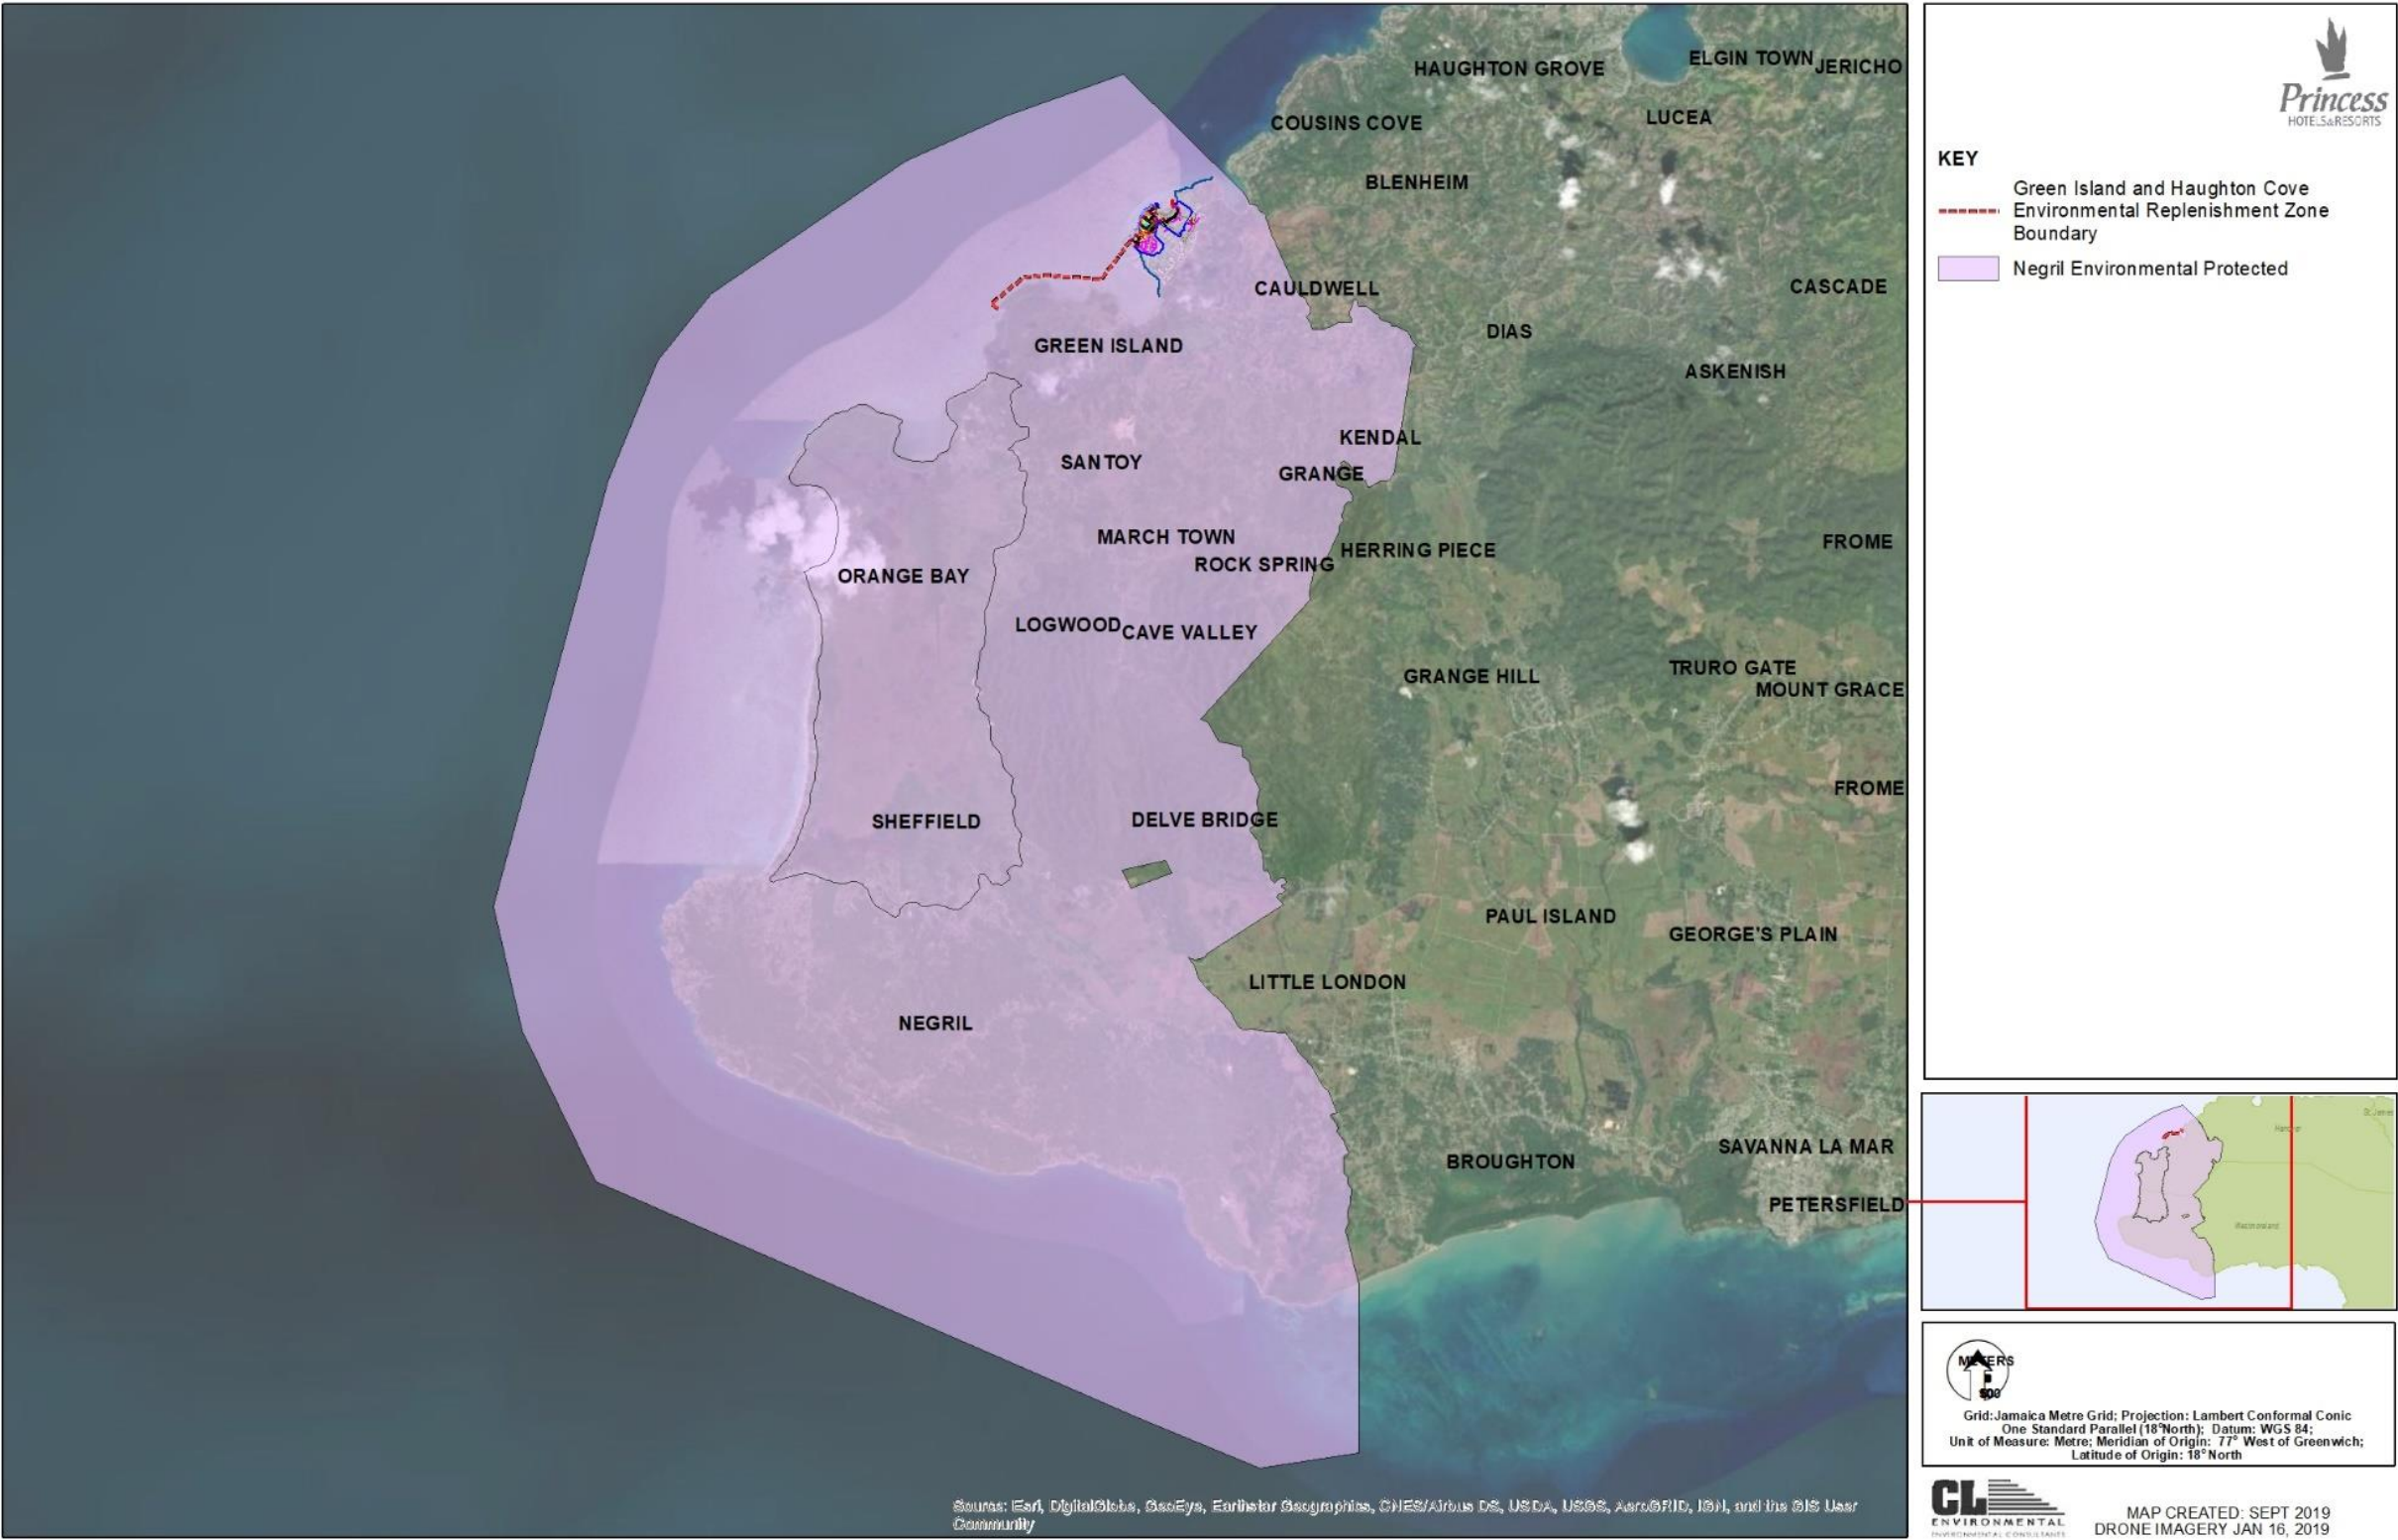 HAUGHTON GROVE
ELGIN TOWN
JERICHO
COUSINS COVE
LUCEA
BLENHEIM
CAULDWELL
CASCADE
DIAS
GREEN ISLAND
ASKENISH
KENDAL
SANTOY
GRANGE
MARCH TOWN
HERRING PIECE
FROME
ROCK SPRING
ORANGE BAY
LOGWOOD
CAVE VALLEY
GRANGE HILL
TRURO GATE
MOUNT GRACE
FROME
SHEFFIELD
DELVE BRIDGE
PAUL ISLAND
GEORGE'S PLAIN
LITTLE LONDON
NEGRIL
SAVANNA LA MAR
BROUGHTON
PETERSFIELD
Source: Esri, DigitalGlobe, GeoEye, Earthstar Geographics, CNES/Airbus DS, USDA, USGS, AeroGRID, IGN, and the GIS User
Community
Princess
HOTELS&RESORTS
KEY
Green Island and Haughton Cove
Environmental Replenishment Zone
Boundary
Negril Environmental Protected
Hanover
Westmoreland
METERS
Grid:Jamaica Metre Grid; Projection: Lambert Conformal Conic
One Standard Parallel (18°North); Datum: WGS 84;
Unit of Measure: Metre; Meridian of Origin: 77° West of Greenwich;
Latitude of Origin: 18° North
CL
ENVIRONMENTAL
ENVIRONMENTAL CONSULTANTS
MAP CREATED: SEPT 2019
DRONE IMAGERY JAN 16, 2019